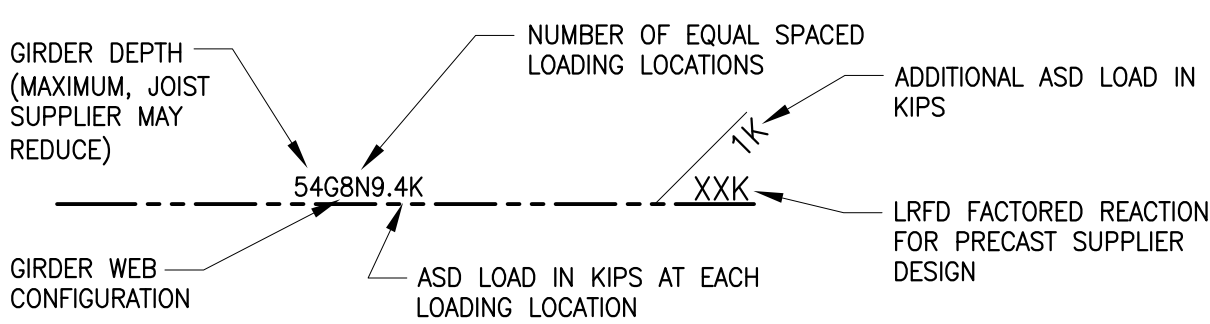 GIRDER DEPTH
(MAXIMUM, JOIST
SUPPLIER MAY
REDUCE)
NUMBER OF EQUAL SPACED
LOADING LOCATIONS
ADDITIONAL ASD LOAD IN
KIPS
1K
54G8N9.4K
XXK
GIRDER WEB
CONFIGURATION
ASD LOAD IN KIPS AT EACH
LOADING LOCATION
LRFD FACTORED REACTION
FOR PRECAST SUPPLIER
DESIGN